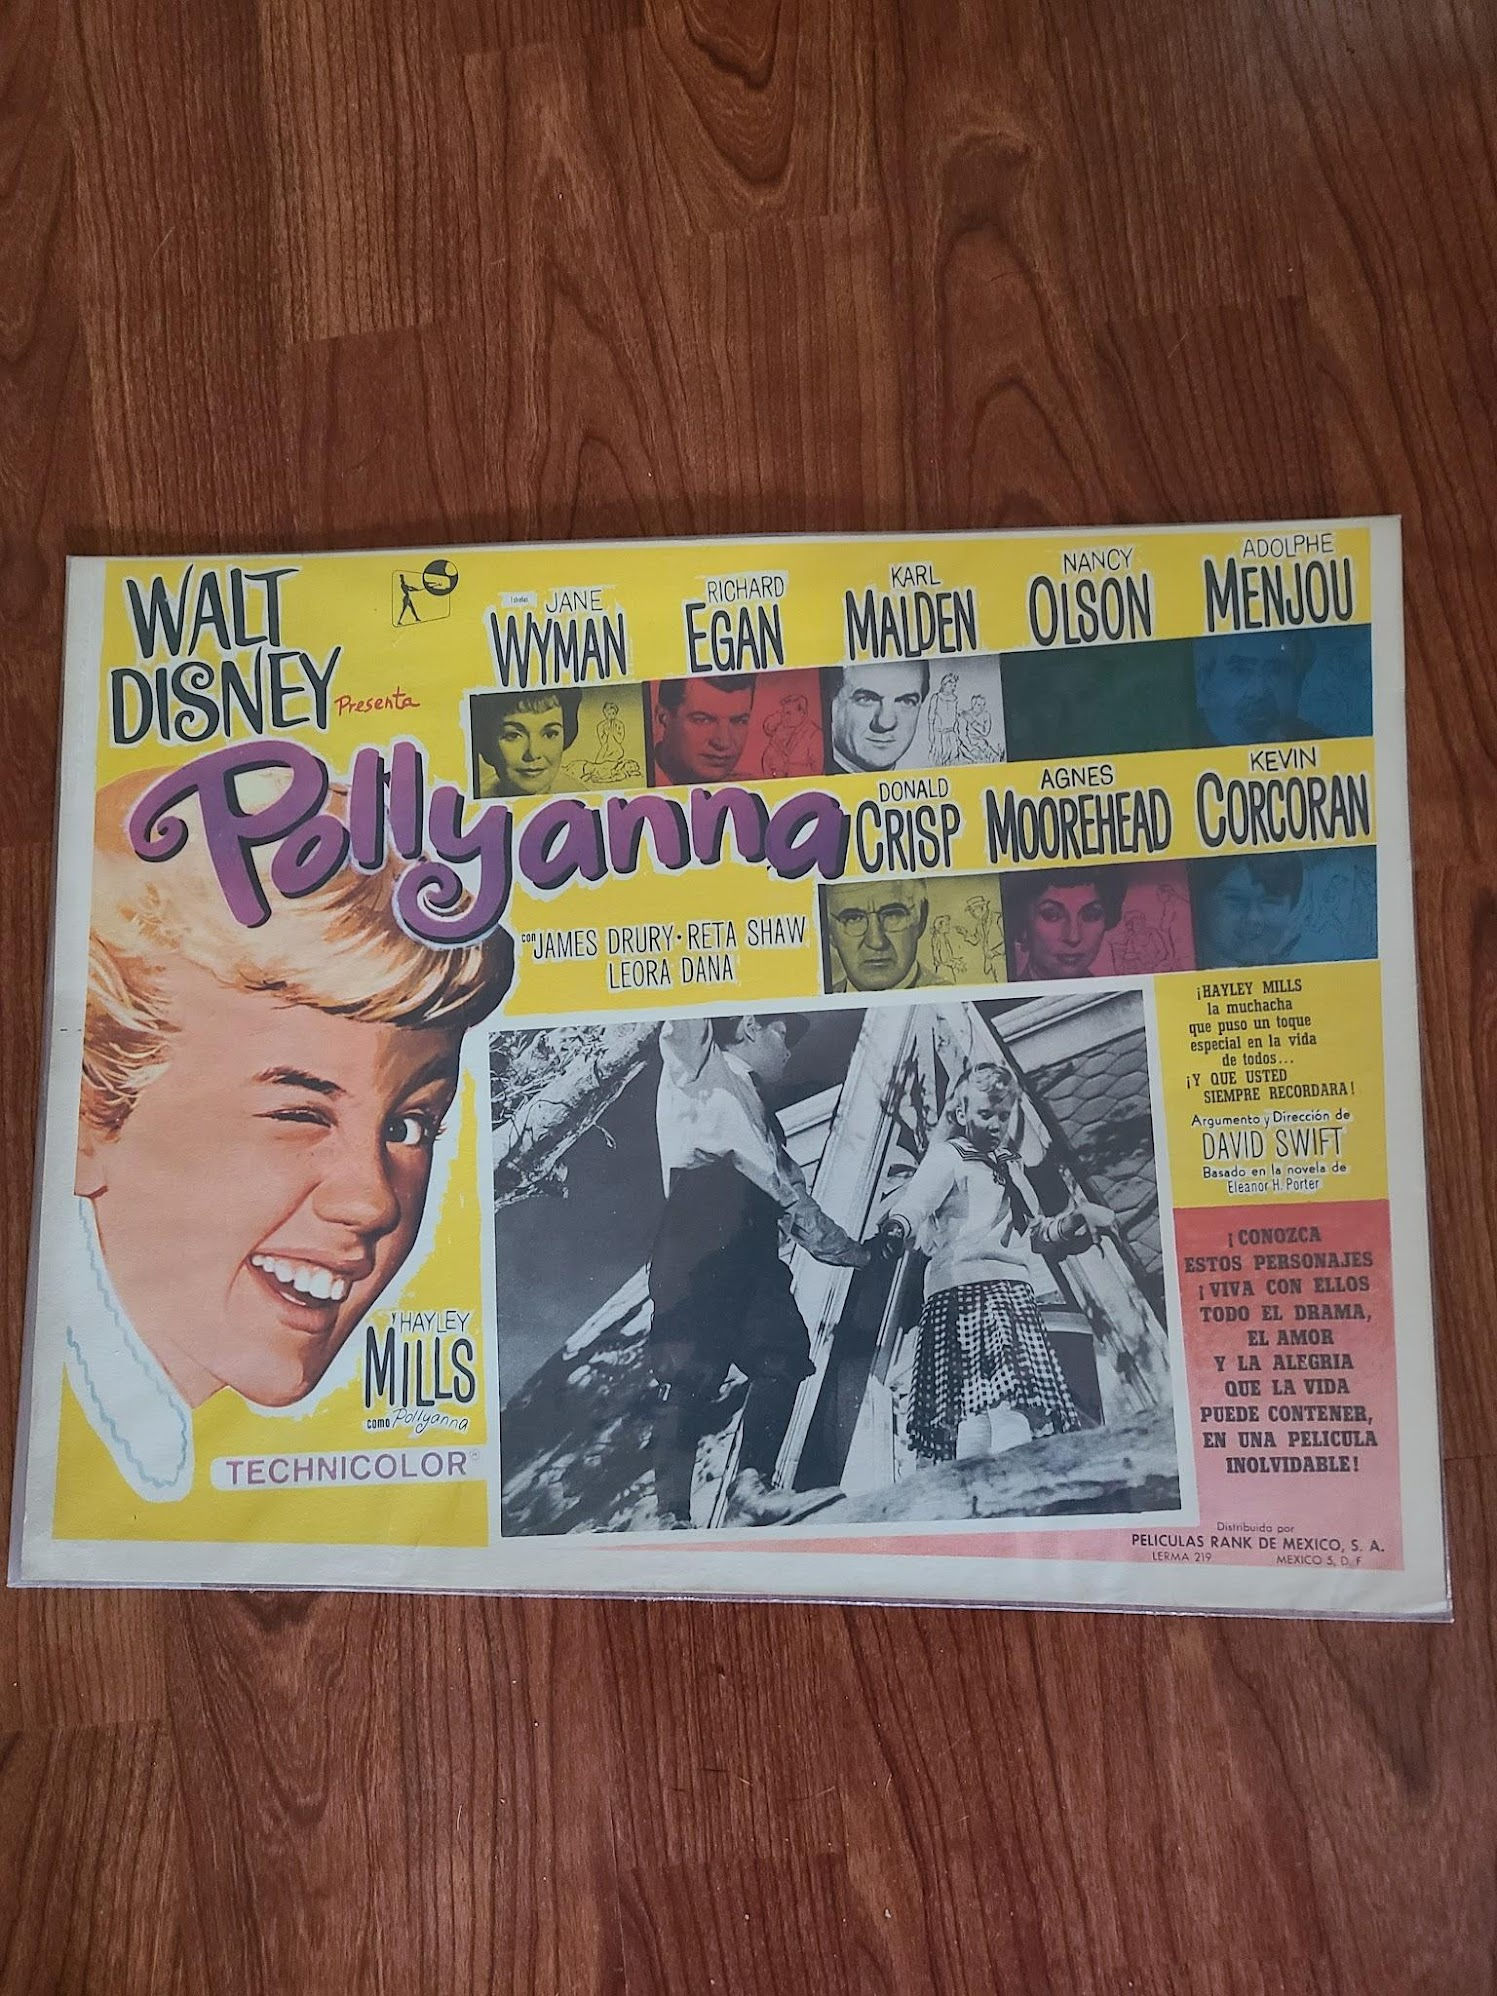 WALT
DISNEY Presenta
Pollyanna
Estrellas JANE
WYMAN
RICHARD
EGAN
KARL
MALDEN
NANCY
OLSON
ADOLPHE
MENJOU
DONALD
CRISP
AGNES
MOOREHEAD
KEVIN
CORCORAN
con JAMES DRURY · RETA SHAW
LEORA DANA
Y HAYLEY
MILLS
como Pollyanna
TECHNICOLOR
¡HAYLEY MILLS
la muchacha
que puso un toque
especial en la vida
de todos...
¡Y QUE USTED
SIEMPRE RECORDARA!
Argumento y Dirección de
DAVID SWIFT
Basado en la novela de
Eleanor H. Porter
¡CONOZCA
ESTOS PERSONAJES
¡VIVA CON ELLOS
TODO EL DRAMA,
EL AMOR
Y LA ALEGRIA
QUE LA VIDA
PUEDE CONTENER,
EN UNA PELICULA
INOLVIDABLE!
Distribuida por
PELICULAS RANK DE MEXICO, S. A.
LERMA 219 MEXICO 5, D. F.